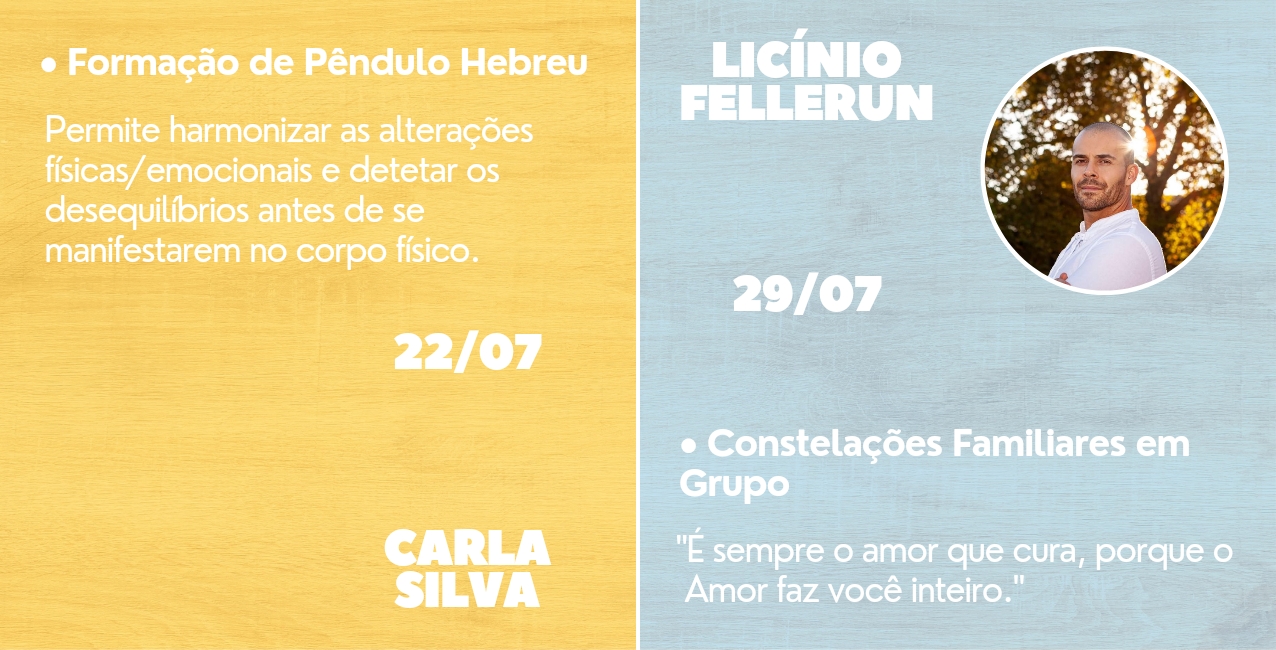 • Formação de Pêndulo Hebreu
Permite harmonizar as alterações
físicas/emocionais e detetar os
desequilíbrios antes de se
manifestarem no corpo físico.
22/07
CARLA
SILVA
LICÍNIO
FELLERUN
29/07
• Constelações Familiares em
Grupo
"É sempre o amor que cura, porque o
Amor faz você inteiro."